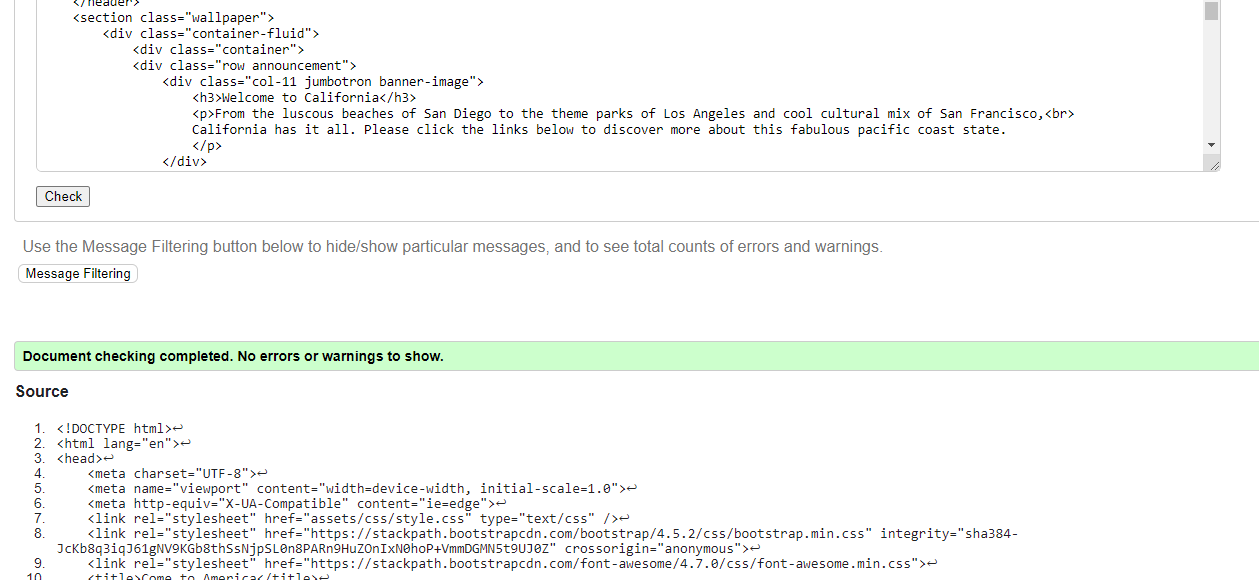 </header>
<section class="wallpaper">
<div class="container-fluid">
<div class="container">
<div class="row announcement">
<div class="col-11 jumbotron banner-image">
<h3>Welcome to California</h3>
<p>From the luscous beaches of San Diego to the theme parks of Los Angeles and cool cultural mix of San Francisco,<br>
California has it all. Please click the links below to discover more about this fabulous pacific coast state.
</p>
</div>
Check
Use the Message Filtering button below to hide/show particular messages, and to see total counts of errors and warnings.
Message Filtering
Document checking completed. No errors or warnings to show.
Source
1. <!DOCTYPE html>↩
2. <html lang="en">↩
3. <head>↩
4. <meta charset="UTF-8">↩
5. <meta name="viewport" content="width=device-width, initial-scale=1.0">↩
6. <meta http-equiv="X-UA-Compatible" content="ie=edge">↩
7. <link rel="stylesheet" href="assets/css/style.css" type="text/css" />↩
8. <link rel="stylesheet" href="https://stackpath.bootstrapcdn.com/bootstrap/4.5.2/css/bootstrap.min.css" integrity="sha384-
JcKb8q3iqJ61gNV9KGb8thSsNjpSL0n8PARn9HuZOnIxN0hoP+VmmDGMN5t9UJ0Z" crossorigin="anonymous">↩
9. <link rel="stylesheet" href="https://stackpath.bootstrapcdn.com/font-awesome/4.7.0/css/font-awesome.min.css">↩
10. <title>Come to America</title>↩